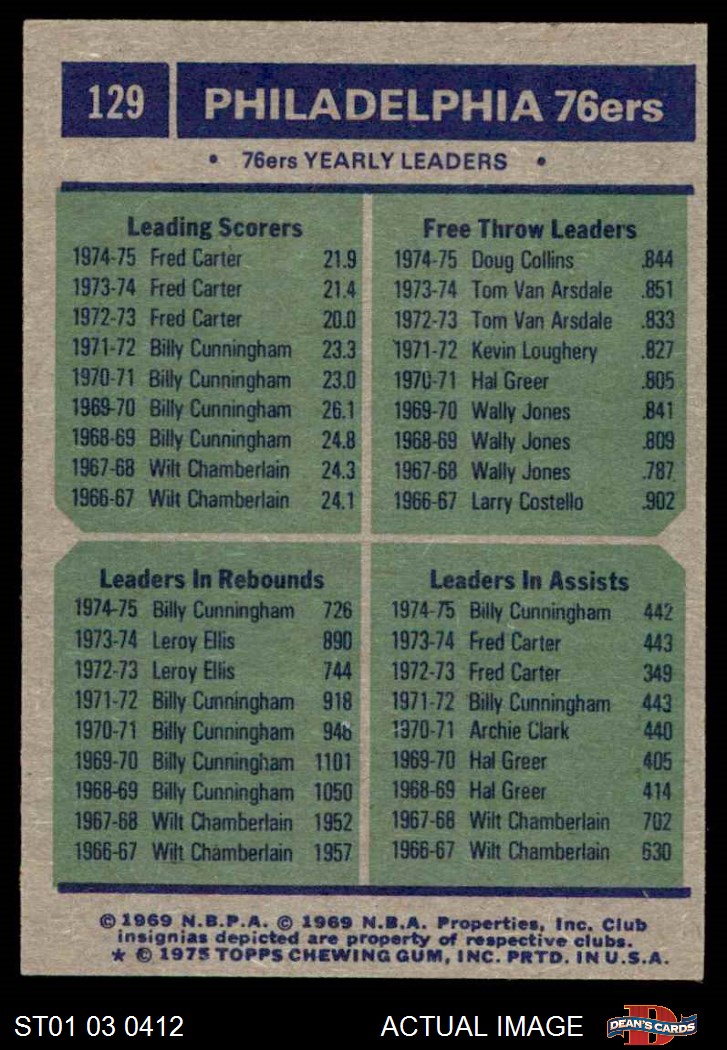 129 PHILADELPHIA 76ers
• 76ers YEARLY LEADERS •
Leading Scorers
1974-75 Fred Carter 21.9
1973-74 Fred Carter 21.4
1972-73 Fred Carter 20.0
1971-72 Billy Cunningham 23.3
1970-71 Billy Cunningham 23.0
1969-70 Billy Cunningham 26.1
1968-69 Billy Cunningham 24.8
1967-68 Wilt Chamberlain 24.3
1966-67 Wilt Chamberlain 24.1
Free Throw Leaders
1974-75 Doug Collins .844
1973-74 Tom Van Arsdale .851
1972-73 Tom Van Arsdale .833
1971-72 Kevin Loughery .827
1970-71 Hal Greer .805
1969-70 Wally Jones .841
1968-69 Wally Jones .809
1967-68 Wally Jones .787
1966-67 Larry Costello .902
Leaders In Rebounds
1974-75 Billy Cunningham 726
1973-74 Leroy Ellis 890
1972-73 Leroy Ellis 744
1971-72 Billy Cunningham 918
1970-71 Billy Cunningham 946
1969-70 Billy Cunningham 1101
1968-69 Billy Cunningham 1050
1967-68 Wilt Chamberlain 1952
1966-67 Wilt Chamberlain 1957
Leaders In Assists
1974-75 Billy Cunningham 442
1973-74 Fred Carter 443
1972-73 Fred Carter 349
1971-72 Billy Cunningham 443
1970-71 Archie Clark 440
1969-70 Hal Greer 405
1968-69 Hal Greer 414
1967-68 Wilt Chamberlain 702
1966-67 Wilt Chamberlain 630
© 1969 N.B.P.A. © 1969 N.B.A. Properties, Inc. Club
insignias depicted are property of respective clubs.
★ © 1975 TOPPS CHEWING GUM, INC. PRTD. IN U.S.A.
ST01 03 0412 ACTUAL IMAGE D DEAN'S CARDS